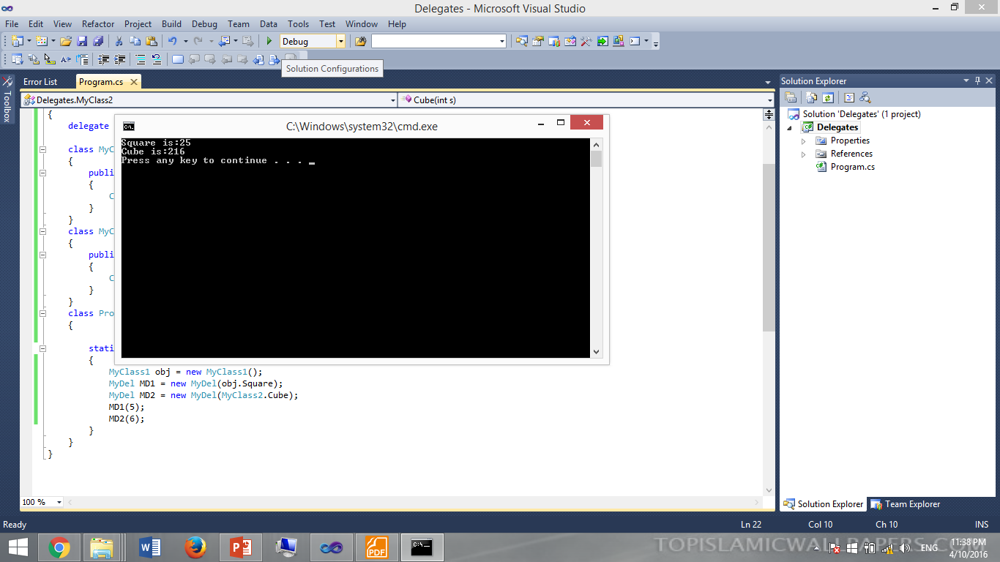 Delegates - Microsoft Visual Studio
File Edit View Refactor Project Build Debug Team Data Tools Test Window Help
Debug
Solution Configurations
Error List Program.cs
Toolbox
Delegates.MyClass2 Cube(int s)
{
delegate
class MyC
{
publi
{
C
}
}
class MyC
{
publi
{
C
}
}
class Pro
{
stati
{
MyClass1 obj = new MyClass1();
MyDel MD1 = new MyDel(obj.Square);
MyDel MD2 = new MyDel(MyClass2.Cube);
MD1(5);
MD2(6);
}
}
}
100 %
C:\Windows\system32\cmd.exe
Square is:25
Cube is:216
Press any key to continue . . . _
Solution Explorer
Solution 'Delegates' (1 project)
Delegates
Properties
References
Program.cs
Solution Explorer Team Explorer
Ready Ln 22 Col 10 Ch 10 INS
PDF
ENG
11:38 PM
4/10/2016